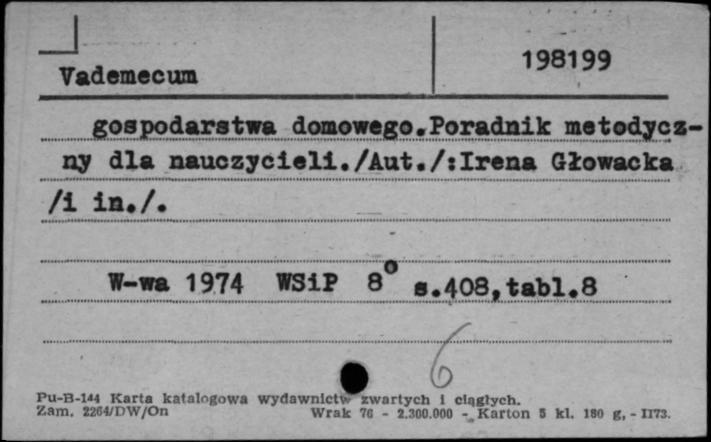 198199
Vademecum
gospodarstwa domowego.Poradnik metodycz-
ny dla nauczycieli./Aut./:Irena Głowacka
/i in./.
W-wa 1974 WSiP 8° s.408,tabl.8
6
Pu-B-144 Karta katalogowa wydawnictw zwartych i ciągłych.
Zam. 2264/DW/On Wrak 76 - 2.300.000 - Karton 5 kl. 180 g, - II73.